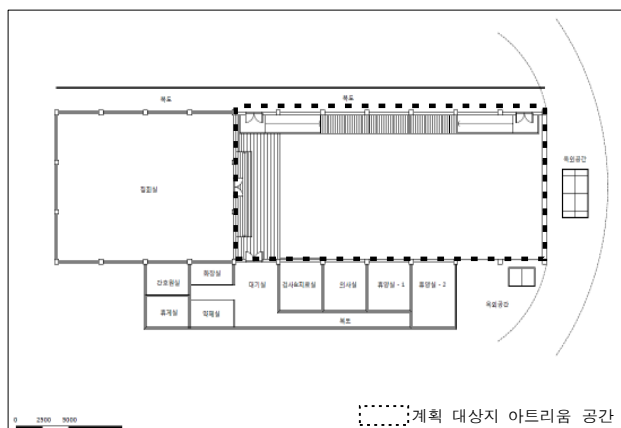 복도
복도
집회실
옥외공간
간호원실
화장실
대기실
검사&치료실
의사실
휴양실 - 1
휴양실 - 2
휴게실
옥외공간
복도
0 2500 5000
계획 대상지 아트리움 공간